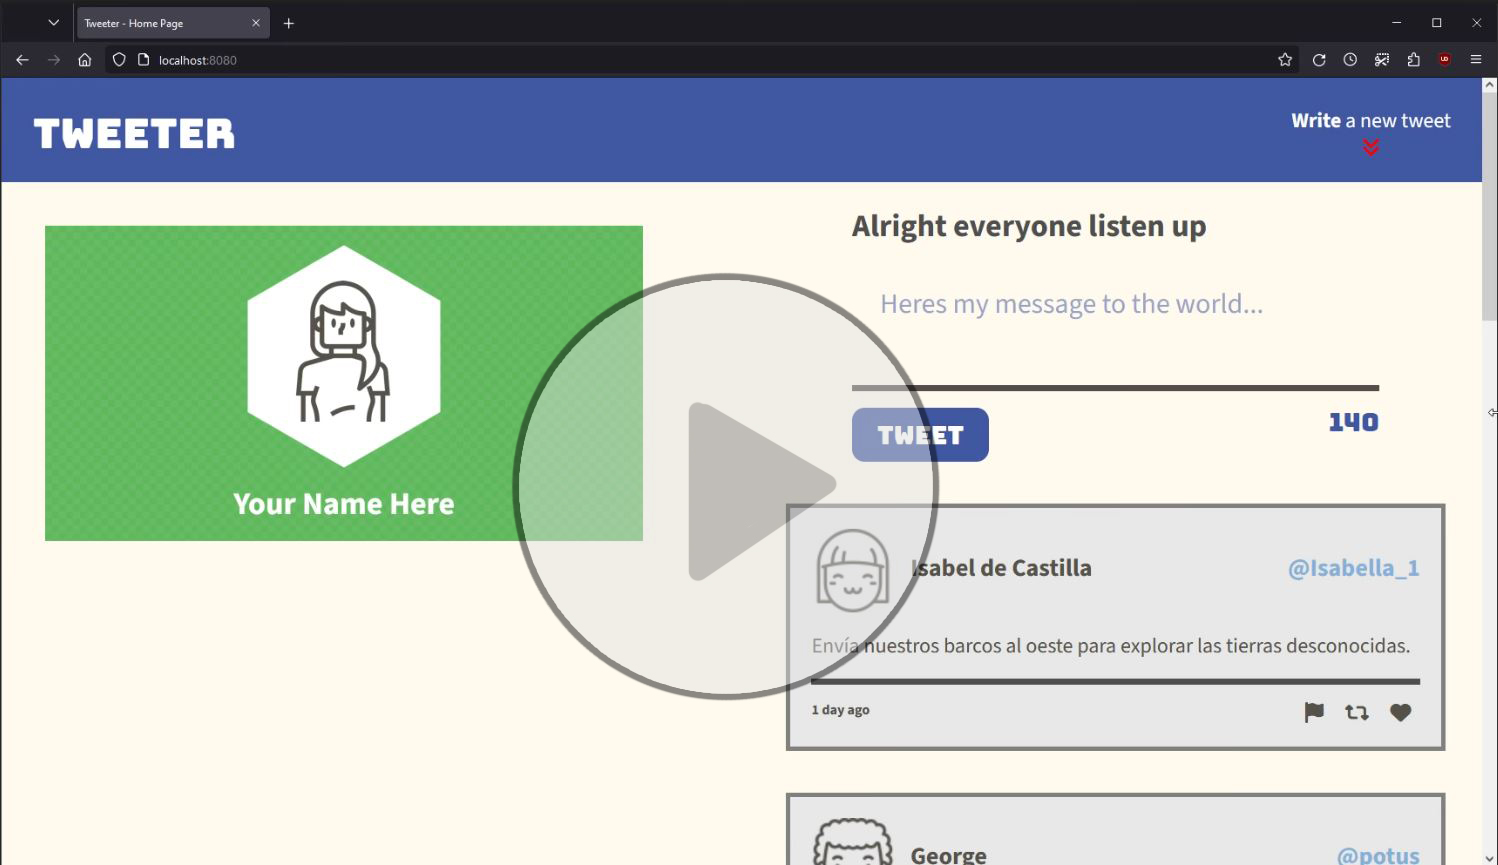 Tweeter - Home Page
localhost:8080
TWEETER
Write a new tweet
Your Name Here
Alright everyone listen up
Heres my message to the world...
TWEET
140
Isabel de Castilla
@Isabella_1
Envía nuestros barcos al oeste para explorar las tierras desconocidas.
1 day ago
George
@potus